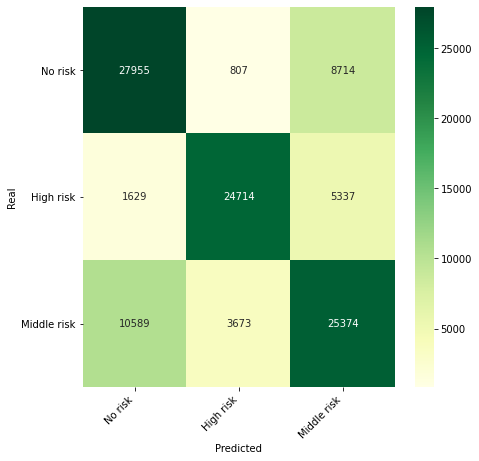 No risk 27955 807 8714
High risk 1629 24714 5337
Middle risk 10589 3673 25374
No risk High risk Middle risk
Predicted
Real
25000
20000
15000
10000
5000